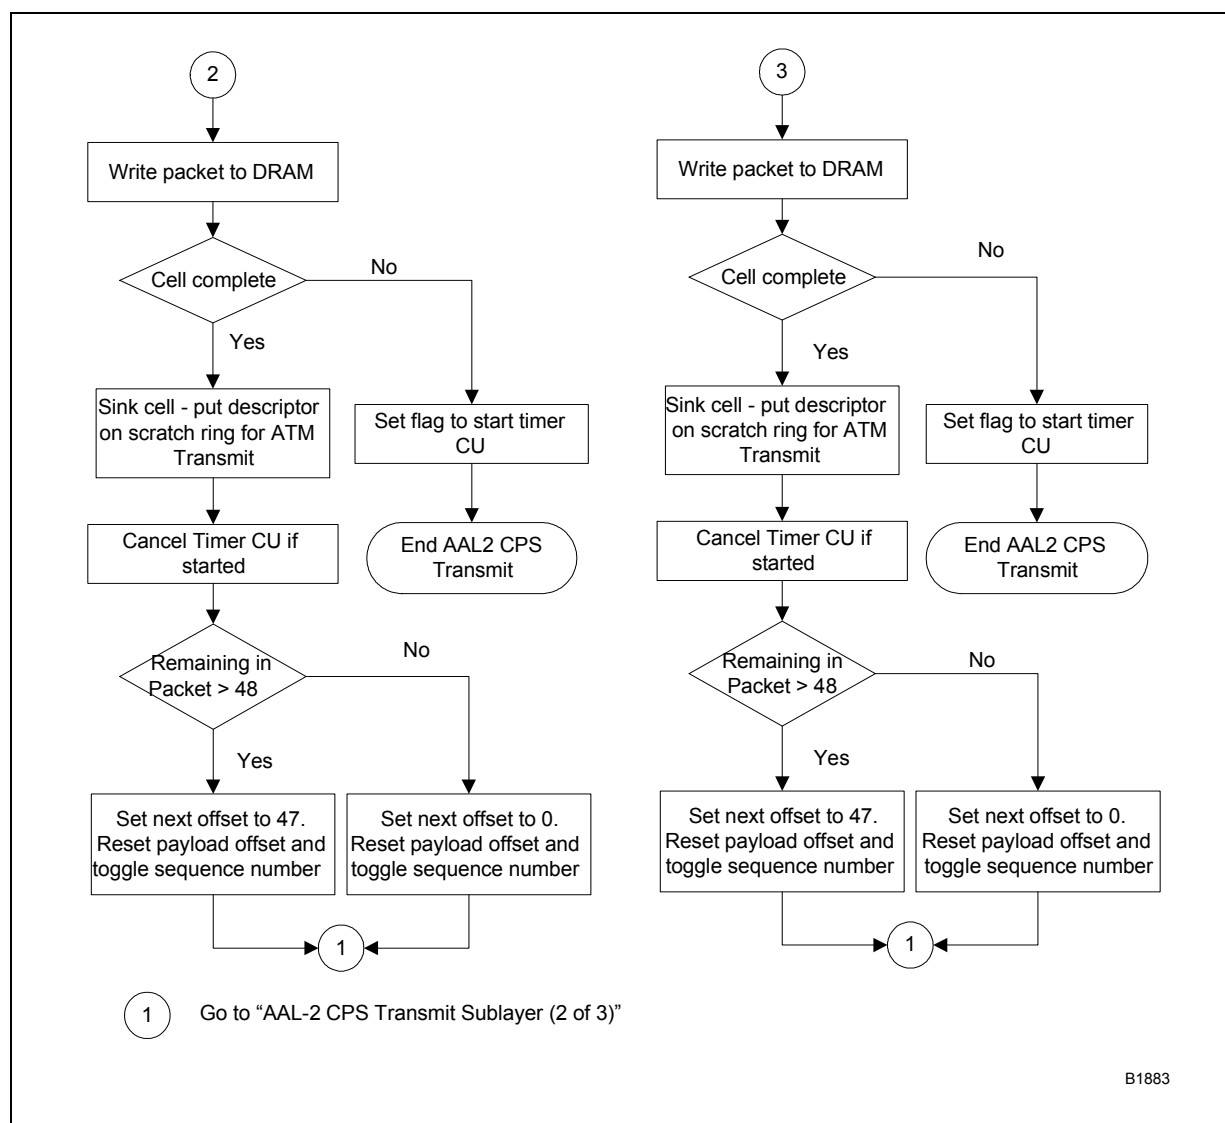 2
Write packet to DRAM
Cell complete
No
Yes
Sink cell - put descriptor
on scratch ring for ATM
Transmit
Set flag to start timer
CU
Cancel Timer CU if
started
End AAL2 CPS
Transmit
Remaining in
Packet > 48
No
Yes
Set next offset to 47.
Reset payload offset and
toggle sequence number
Set next offset to 0.
Reset payload offset and
toggle sequence number
1
3
Write packet to DRAM
Cell complete
No
Yes
Sink cell - put descriptor
on scratch ring for ATM
Transmit
Set flag to start timer
CU
Cancel Timer CU if
started
End AAL2 CPS
Transmit
Remaining in
Packet > 48
No
Yes
Set next offset to 47.
Reset payload offset and
toggle sequence number
Set next offset to 0.
Reset payload offset and
toggle sequence number
1
1 Go to “AAL-2 CPS Transmit Sublayer (2 of 3)”
B1883